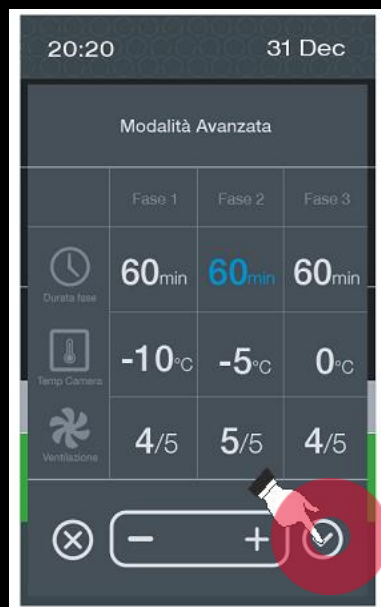 20:20 31 Dec
Modalità Avanzata
Fase 1 Fase 2 Fase 3
Durata fase 60min 60min 60min
Temp Camera -10°C -5°C 0°C
Ventilazione 4/5 5/5 4/5
− +